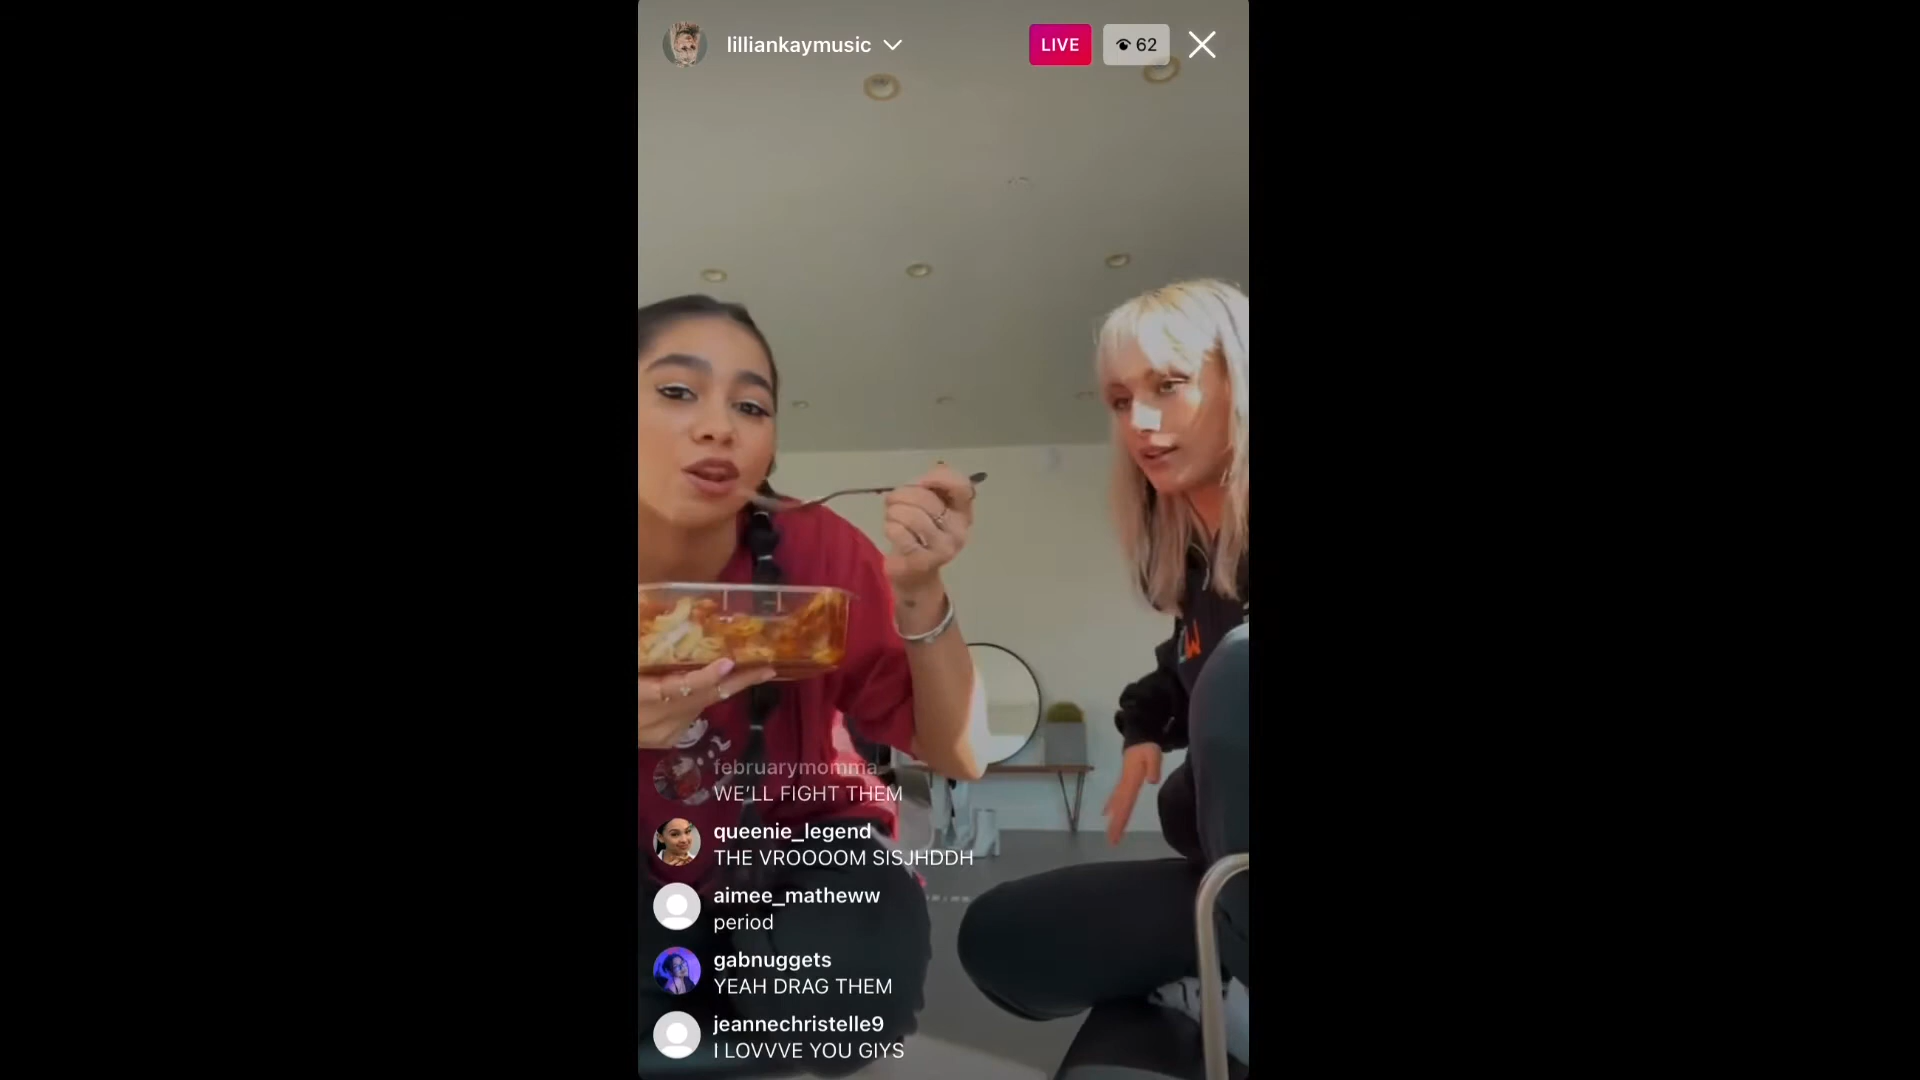 lilliankaymusic
LIVE
62
februarymomma
WE'LL FIGHT THEM
queenie_legend
THE VROOOOM SISJHDDH
aimee_matheww
period
gabnuggets
YEAH DRAG THEM
jeannechristelle9
I LOVVVE YOU GIYS